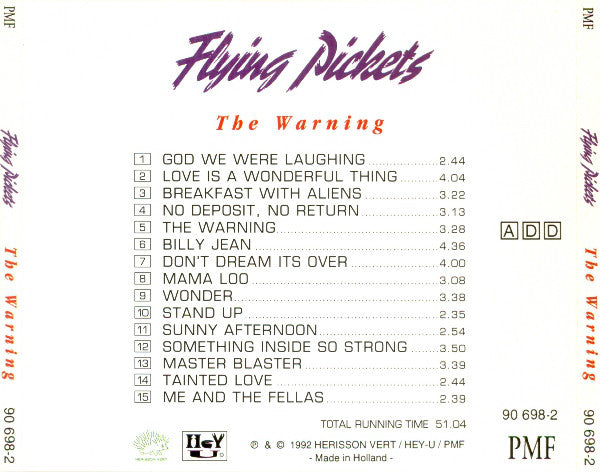 PMF
Flying Pickets
The Warning
90 698-2
Flying Pickets
The Warning
1 GOD WE WERE LAUGHING 2.44
2 LOVE IS A WONDERFUL THING 4.04
3 BREAKFAST WITH ALIENS 3.22
4 NO DEPOSIT, NO RETURN 3.13
5 THE WARNING 3.28
6 BILLY JEAN 4.36
7 DON'T DREAM ITS OVER 4.00
8 MAMA LOO 3.08
9 WONDER 3.38
10 STAND UP 2.35
11 SUNNY AFTERNOON 2.54
12 SOMETHING INSIDE SO STRONG 3.50
13 MASTER BLASTER 3.39
14 TAINTED LOVE 2.44
15 ME AND THE FELLAS 2.39
TOTAL RUNNING TIME 51.04
ADD
HERISSON VERT
HEY U
℗ & © 1992 HERISSON VERT / HEY-U / PMF
- Made in Holland -
90 698-2
PMF
PMF
Flying Pickets
The Warning
90 698-2